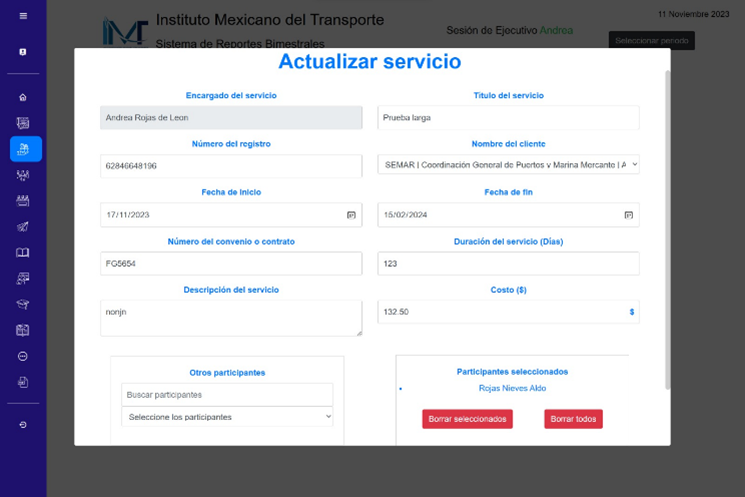 Instituto Mexicano del Transporte
11 Noviembre 2023
Sistema de Reportes Bimestrales
Sesión de Ejecutivo Andrea
Seleccionar periodo
Actualizar servicio
Encargado del servicio
Titulo del servicio
Andrea Rojas de Leon
Prueba larga
Número del registro
Nombre del cliente
62846648196
SEMAR | Coordinación General de Puertos y Marina Mercante | A
Fecha de inicio
Fecha de fin
17/11/2023
15/02/2024
Número del convenio o contrato
Duración del servicio (Días)
FG5654
123
Descripción del servicio
Costo ($)
nonjn
132.50
$
Otros participantes
Participantes seleccionados
Buscar participantes
Rojas Nieves Aldo
Seleccione los participantes
Borrar seleccionados
Borrar todos